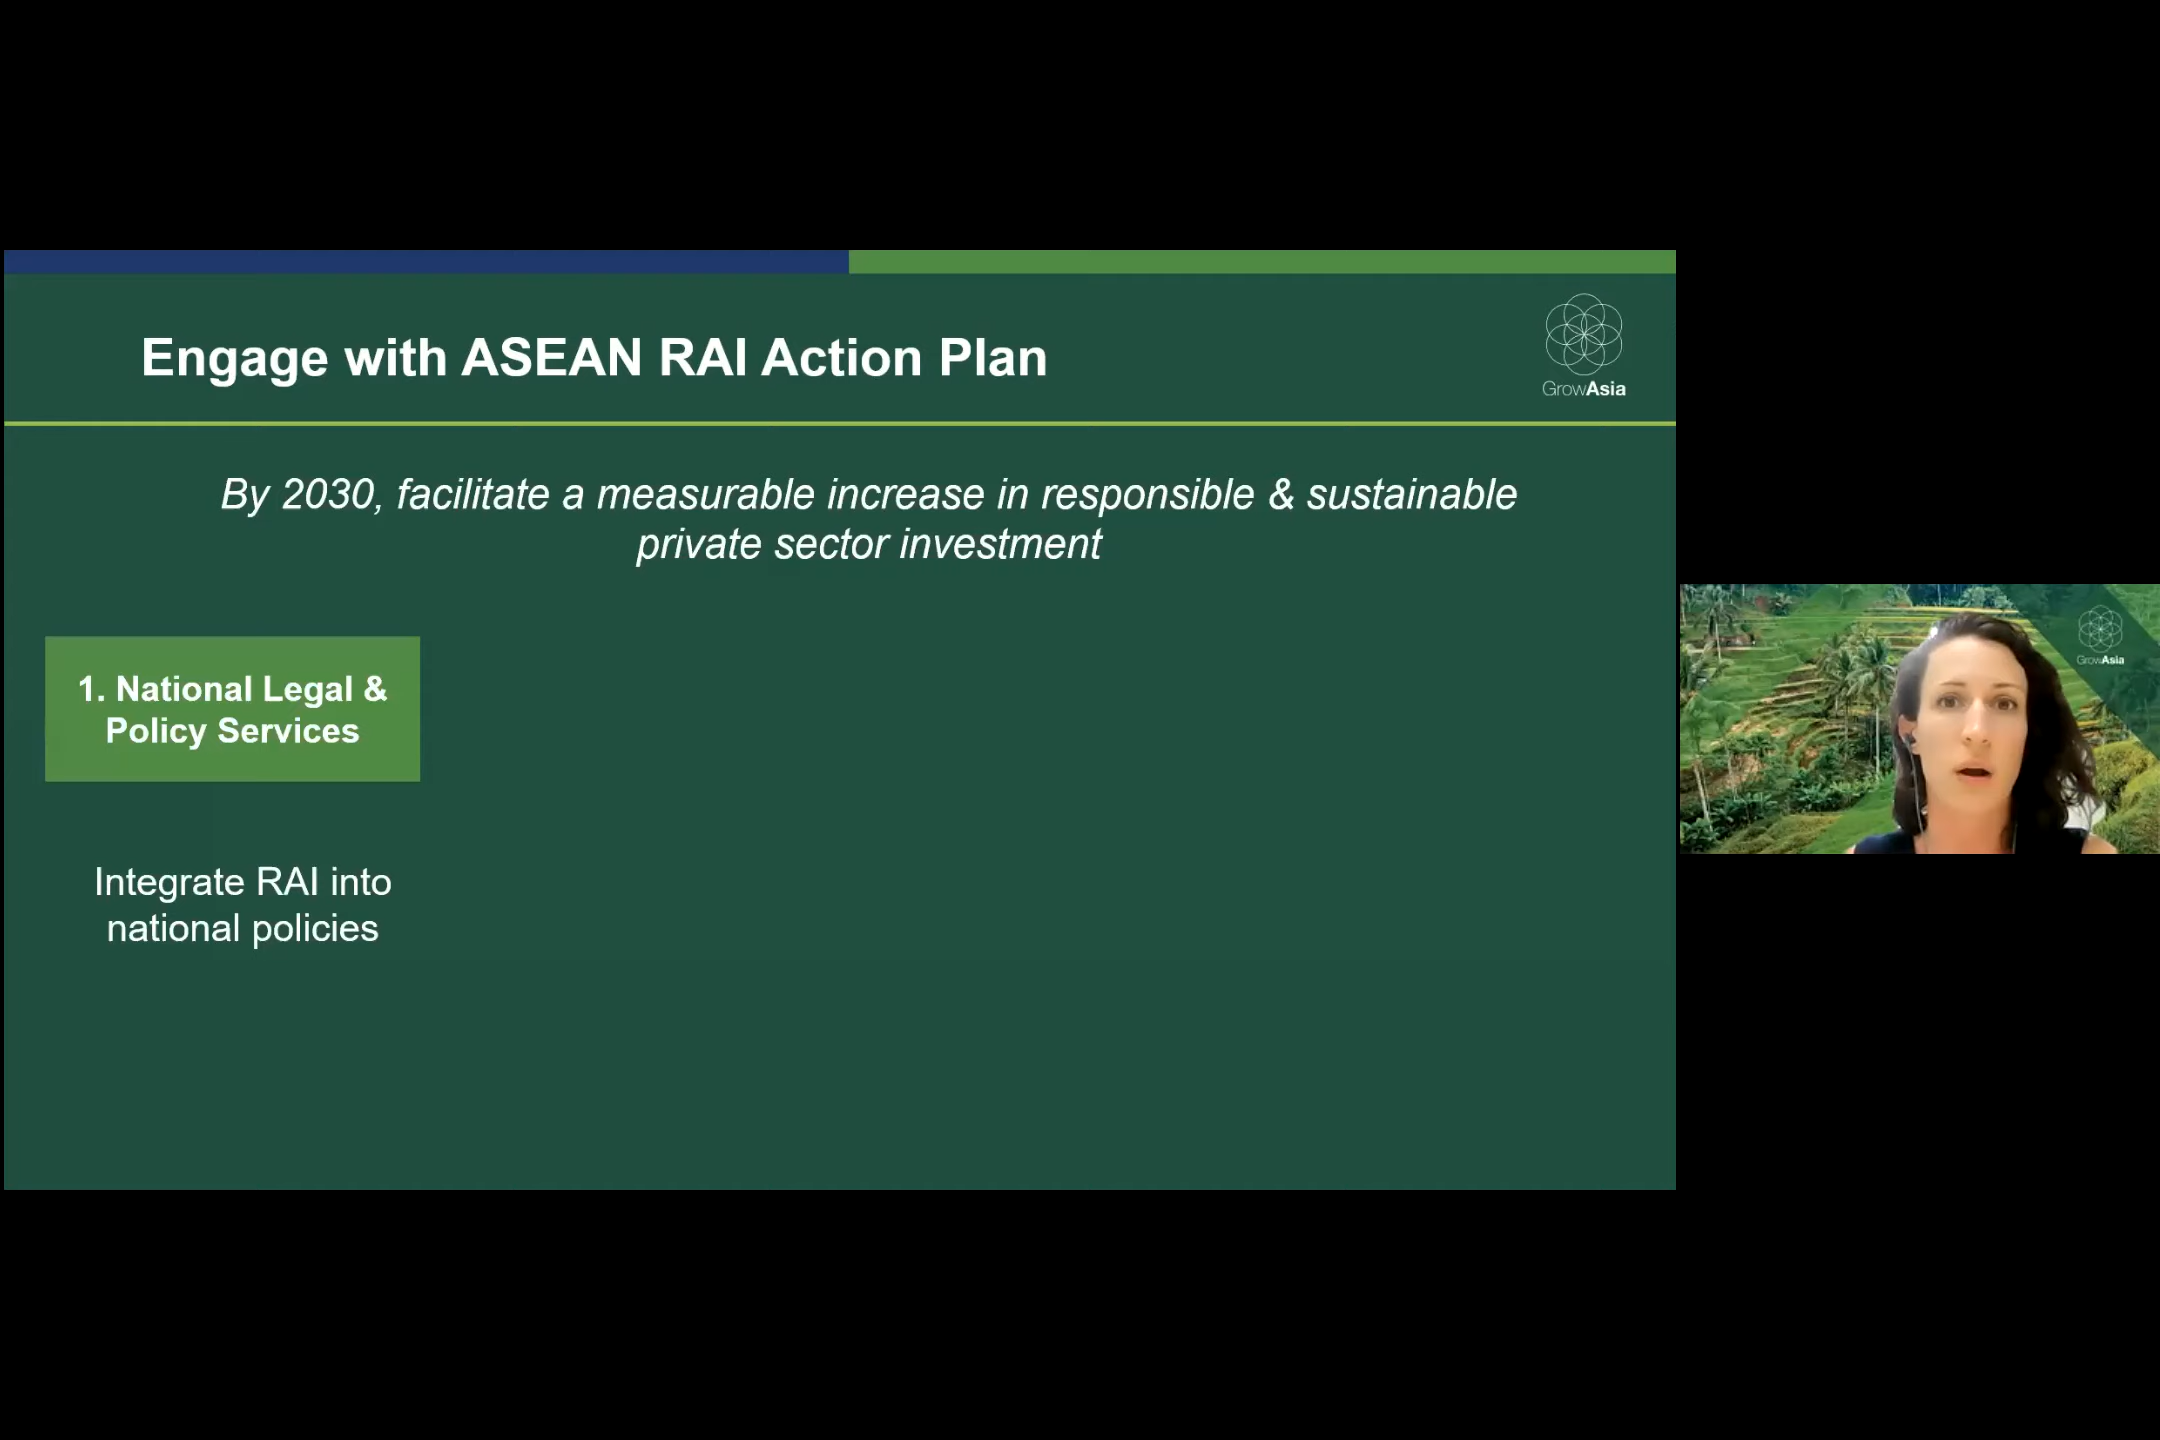 Engage with ASEAN RAI Action Plan
GrowAsia
By 2030, facilitate a measurable increase in responsible & sustainable
private sector investment
1. National Legal &
Policy Services
Integrate RAI into
national policies
GrowAsia